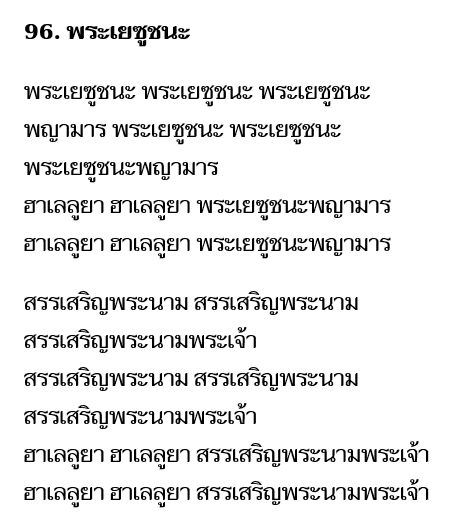 96. พระเยซูชนะ
พระเยซูชนะ พระเยซูชนะ พระเยซูชนะ
พญามาร พระเยซูชนะ พระเยซูชนะ
พระเยซูชนะพญามาร
ฮาเลลูยา ฮาเลลูยา พระเยซูชนะพญามาร
ฮาเลลูยา ฮาเลลูยา พระเยซูชนะพญามาร
สรรเสริญพระนาม สรรเสริญพระนาม
สรรเสริญพระนามพระเจ้า
สรรเสริญพระนาม สรรเสริญพระนาม
สรรเสริญพระนามพระเจ้า
ฮาเลลูยา ฮาเลลูยา สรรเสริญพระนามพระเจ้า
ฮาเลลูยา ฮาเลลูยา สรรเสริญพระนามพระเจ้า